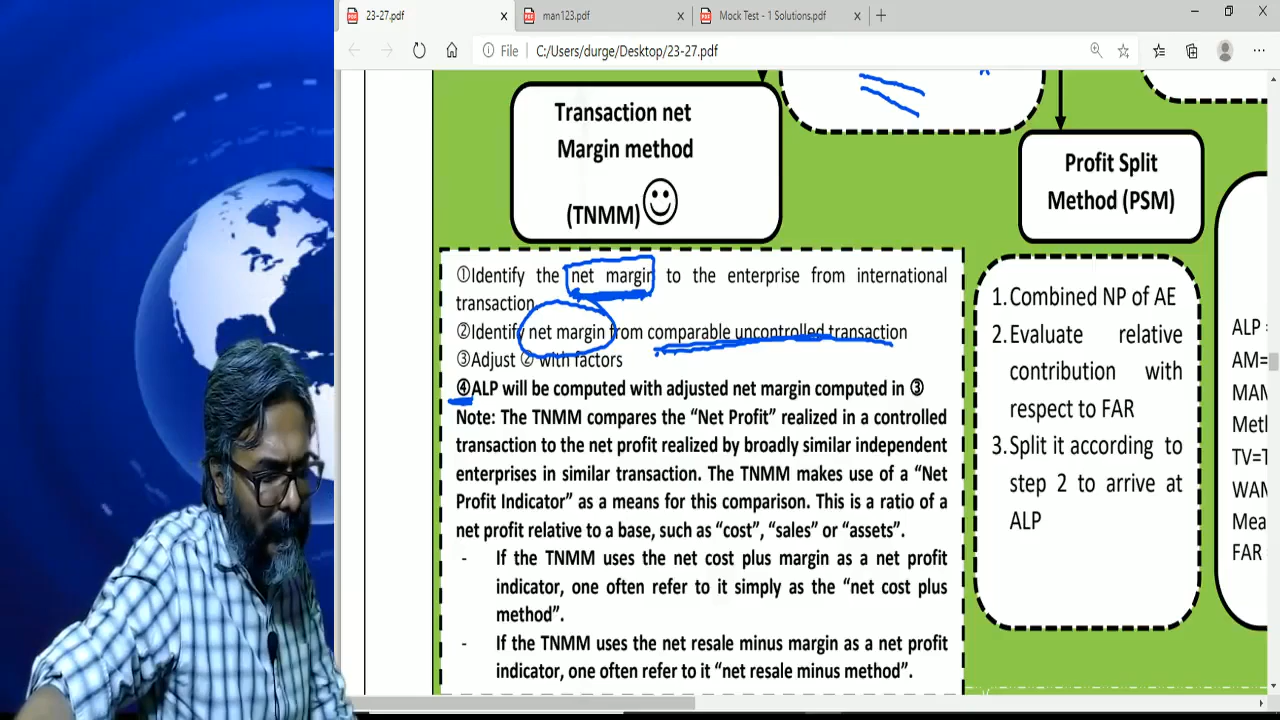 23-27.pdf
man123.pdf
Mock Test - 1 Solutions.pdf
File
C:/Users/durge/Desktop/23-27.pdf
Transaction net
Margin method
(TNMM)
①Identify the net margin to the enterprise from international
transaction.
②Identify net margin from comparable uncontrolled transaction
③Adjust ② with factors
④ALP will be computed with adjusted net margin computed in ③
Note: The TNMM compares the “Net Profit” realized in a controlled
transaction to the net profit realized by broadly similar independent
enterprises in similar transaction. The TNMM makes use of a “Net
Profit Indicator” as a means for this comparison. This is a ratio of a
net profit relative to a base, such as “cost”, “sales” or “assets”.
- If the TNMM uses the net cost plus margin as a net profit
indicator, one often refer to it simply as the “net cost plus
method”.
- If the TNMM uses the net resale minus margin as a net profit
indicator, one often refer to it “net resale minus method”.
Profit Split
Method (PSM)
1. Combined NP of AE
2. Evaluate relative
contribution with
respect to FAR
3. Split it according to
step 2 to arrive at
ALP
ALP =
AM=
MAM
Meth
TV=T
WAM
Mea
FAR